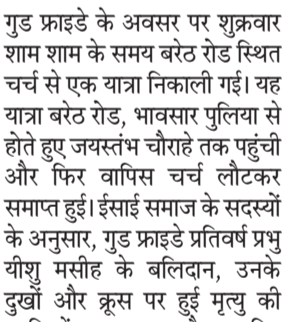 गुड फ्राइडे के अवसर पर शुक्रवार
शाम शाम के समय बरेठ रोड स्थित
चर्च से एक यात्रा निकाली गई। यह
यात्रा बरेठ रोड, भावसार पुलिया से
होते हुए जयस्तंभ चौराहे तक पहुंची
और फिर वापिस चर्च लौटकर
समाप्त हुई। ईसाई समाज के सदस्यों
के अनुसार, गुड फ्राइडे प्रतिवर्ष प्रभु
यीशु मसीह के बलिदान, उनके
दुखों और क्रूस पर हुई मृत्यु की